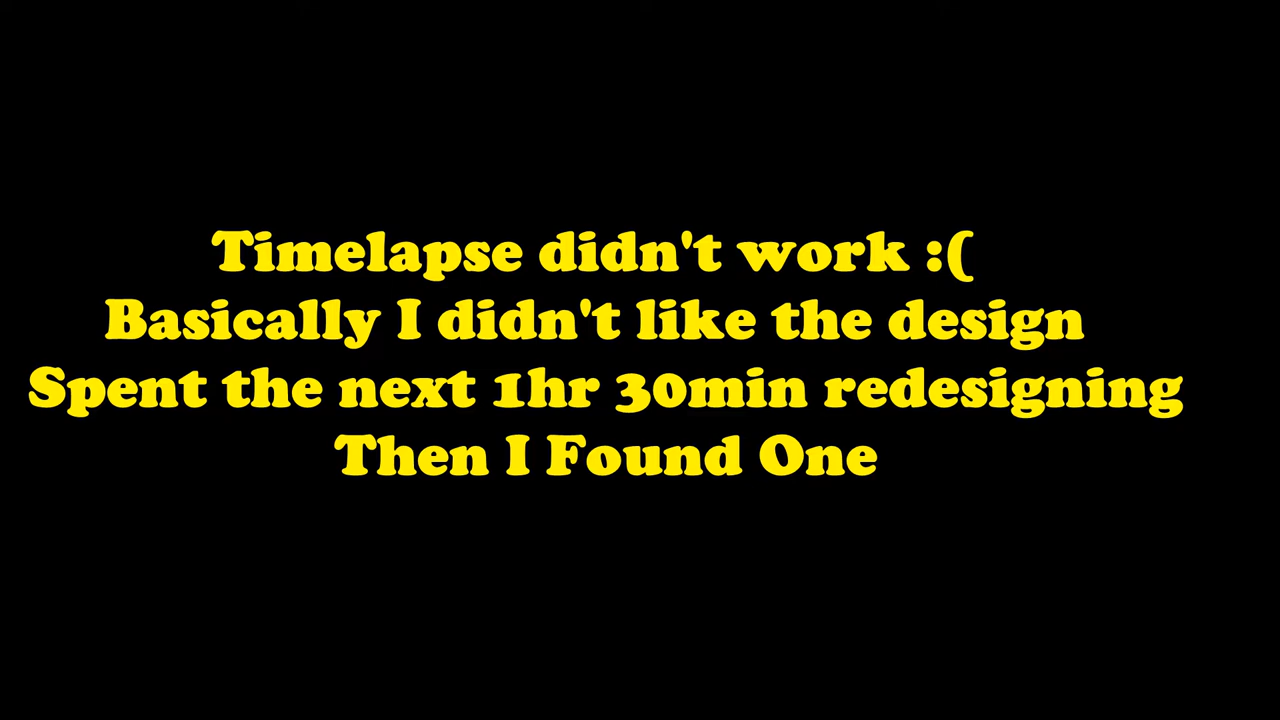 Timelapse didn't work :(
Basically I didn't like the design
Spent the next 1hr 30min redesigning
Then I Found One